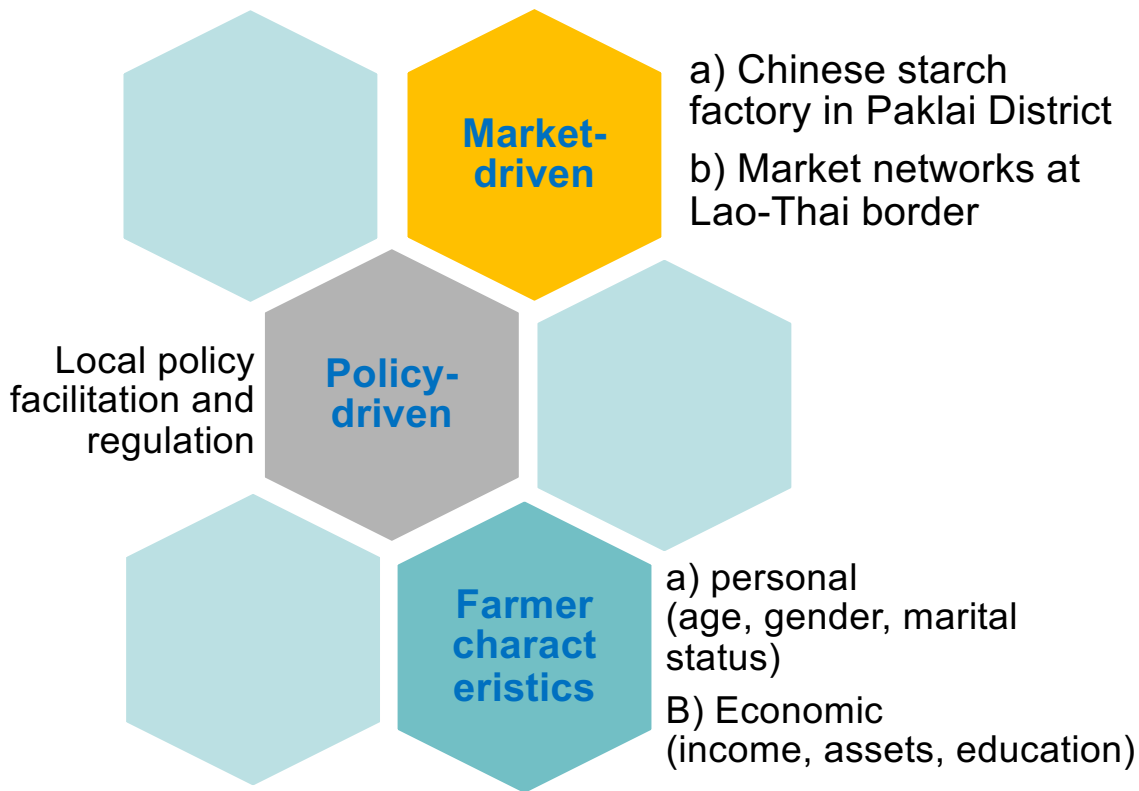 Market-
driven
a) Chinese starch
factory in Paklai District
b) Market networks at
Lao-Thai border
Local policy
facilitation and
regulation
Policy-
driven
Farmer
charact
eristics
a) personal
(age, gender, marital
status)
B) Economic
(income, assets, education)